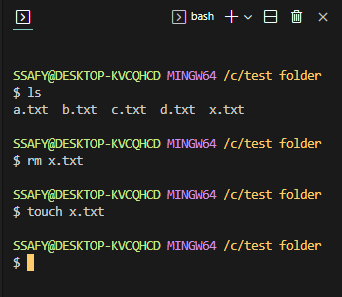 bash
SSAFY@DESKTOP-KVCQHCD MINGW64 /c/test folder
$ ls
a.txt  b.txt  c.txt  d.txt  x.txt
SSAFY@DESKTOP-KVCQHCD MINGW64 /c/test folder
$ rm x.txt
SSAFY@DESKTOP-KVCQHCD MINGW64 /c/test folder
$ touch x.txt
SSAFY@DESKTOP-KVCQHCD MINGW64 /c/test folder
$